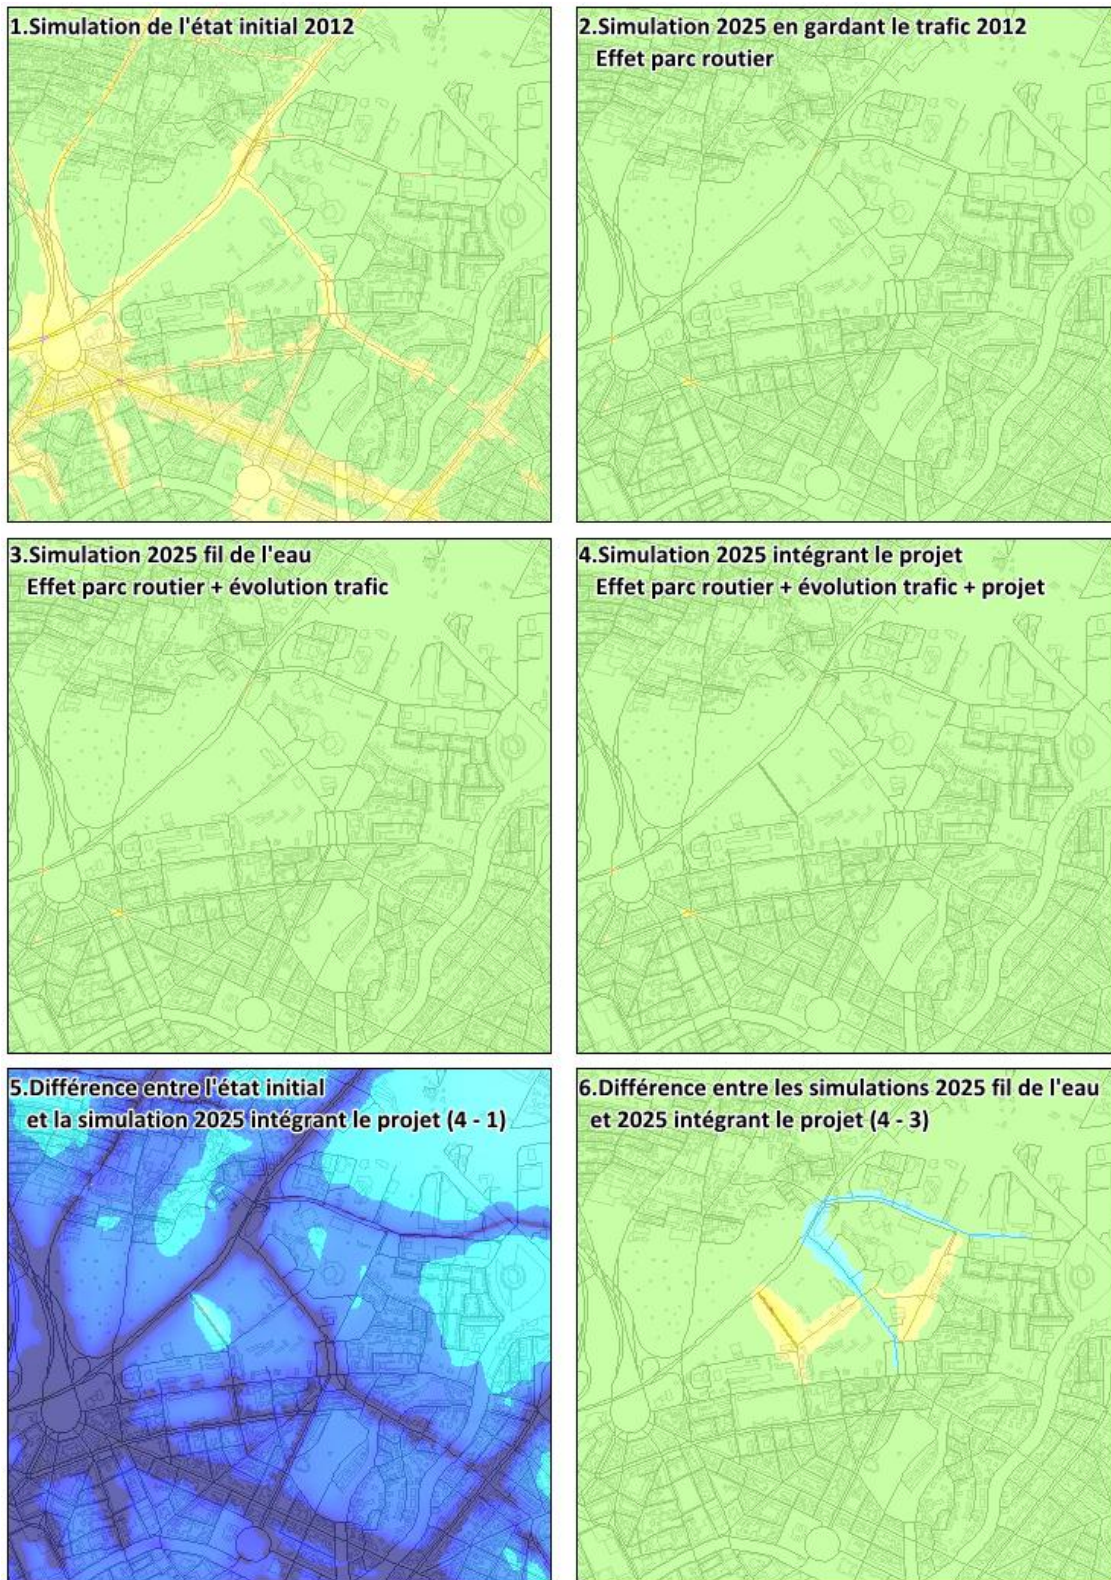 1.Simulation de l'état initial 2012
2.Simulation 2025 en gardant le trafic 2012
Effet parc routier
3.Simulation 2025 fil de l'eau
Effet parc routier + évolution trafic
4.Simulation 2025 intégrant le projet
Effet parc routier + évolution trafic + projet
5.Différence entre l'état initial
et la simulation 2025 intégrant le projet (4 - 1)
6.Différence entre les simulations 2025 fil de l'eau
et 2025 intégrant le projet (4 - 3)